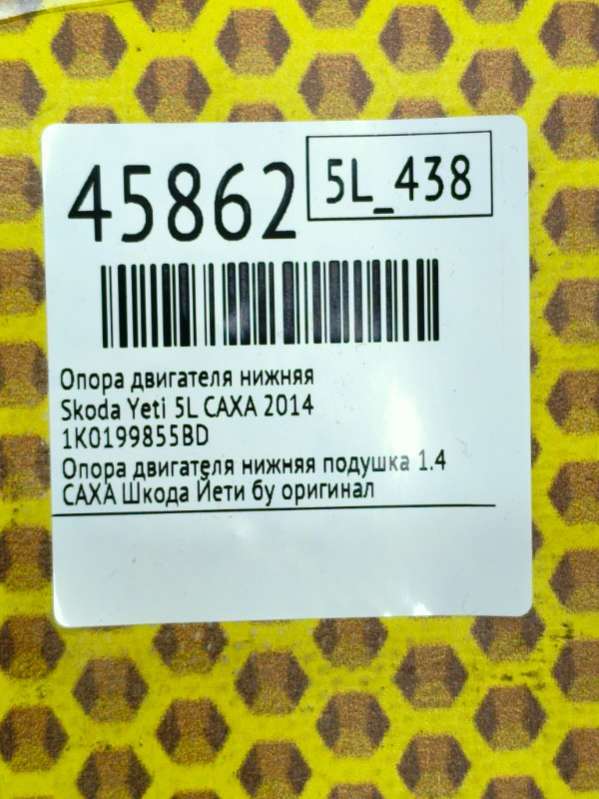 45862
5L_438
Опора двигателя нижняя
Skoda Yeti 5L CAXA 2014
1K0199855BD
Опора двигателя нижняя подушка 1.4
CAXA Шкода Йети бу оригинал